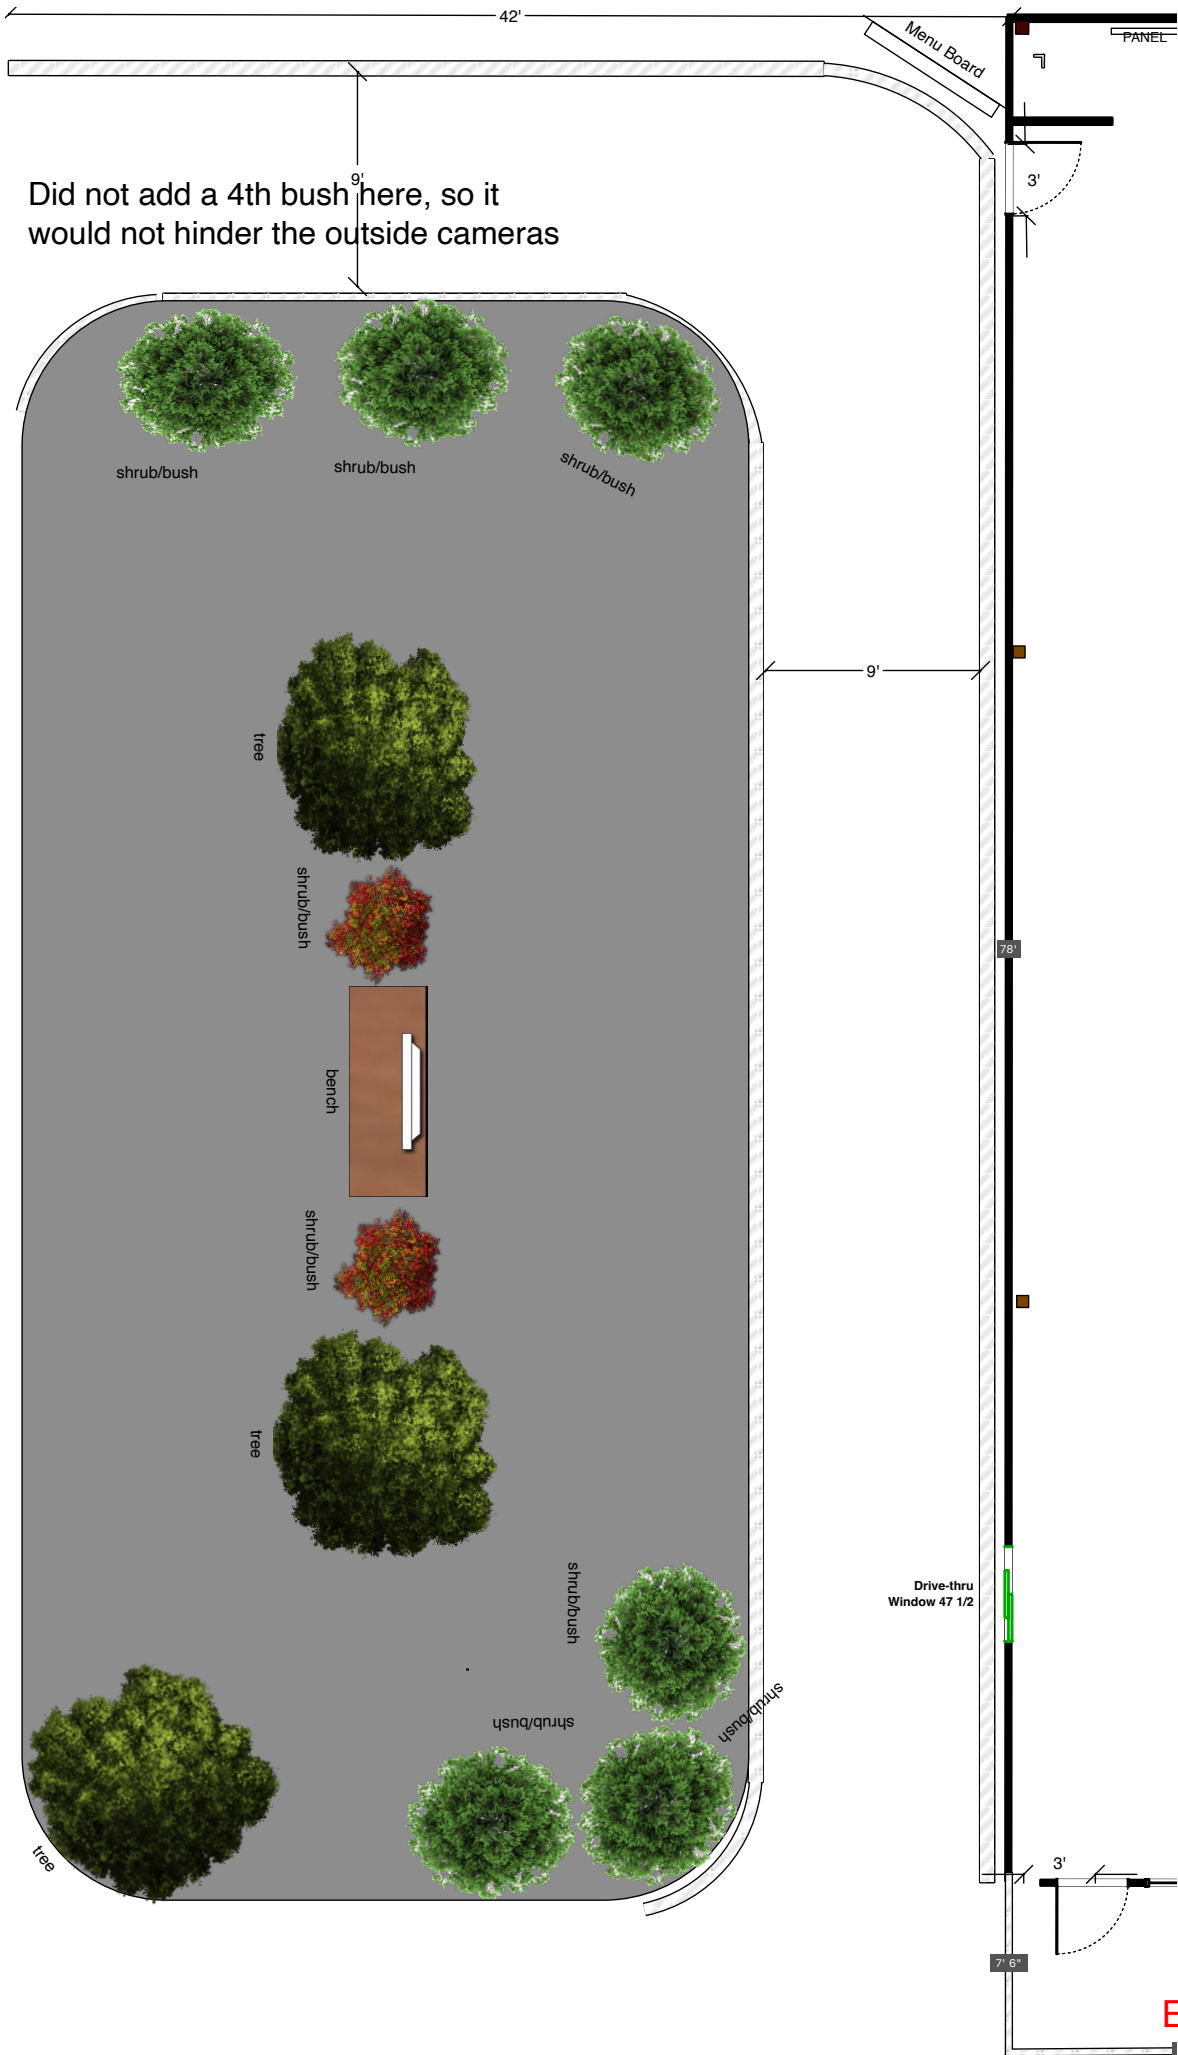 42'
Menu Board
PANEL
3'
9'
Did not add a 4th bush here, so it
would not hinder the outside cameras
shrub/bush
shrub/bush
shrub/bush
9'
tree
shrub/bush
78'
bench
shrub/bush
tree
Drive-thru
Window 47 1/2
shrub/bush
shrub/bush
shrub/bush
tree
3'
7' 6"
E